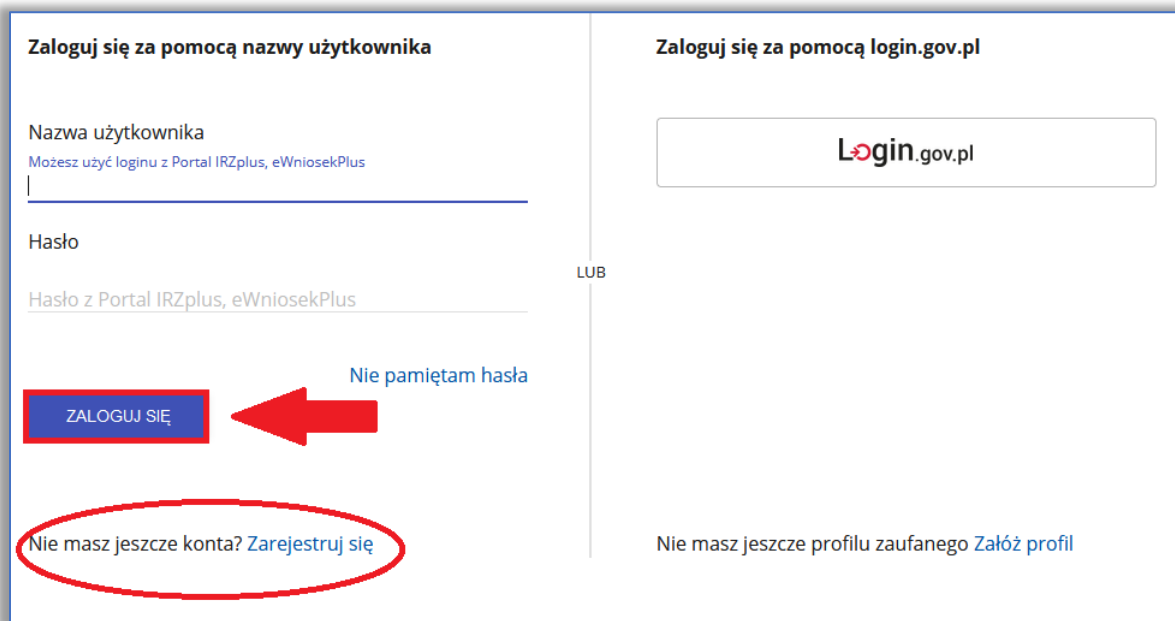 Zaloguj się za pomocą nazwy użytkownika
Nazwa użytkownika
Możesz użyć loginu z Portal IRZplus, eWniosekPlus
Hasło
Hasło z Portal IRZplus, eWniosekPlus
Nie pamiętam hasła
ZALOGUJ SIĘ
Nie masz jeszcze konta? Zarejestruj się
LUB
Zaloguj się za pomocą login.gov.pl
Login.gov.pl
Nie masz jeszcze profilu zaufanego Załóż profil